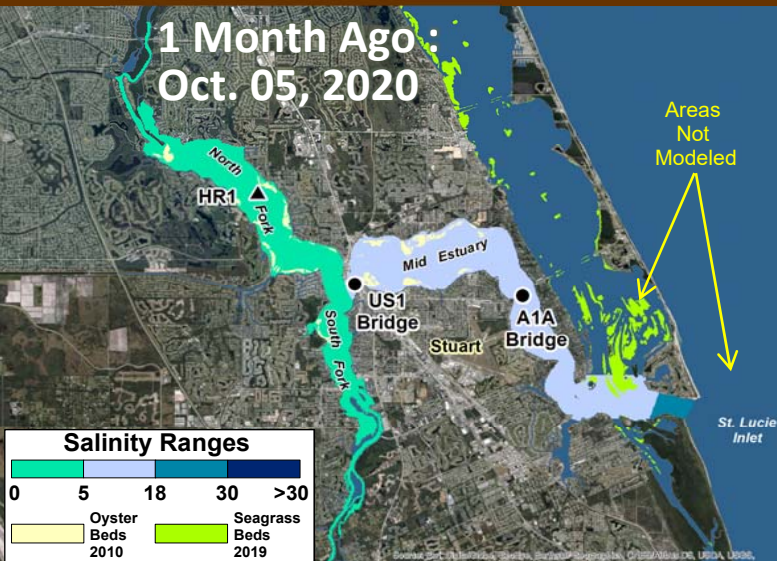 1 Month Ago :
Oct. 05, 2020
Areas
Not
Modeled
North
Fork
HR1
Mid Estuary
US1
Bridge
A1A
Bridge
South Fork
Stuart
St. Lucie
Inlet
Salinity Ranges
0 5 18 30 >30
Oyster
Beds
2010
Seagrass
Beds
2019